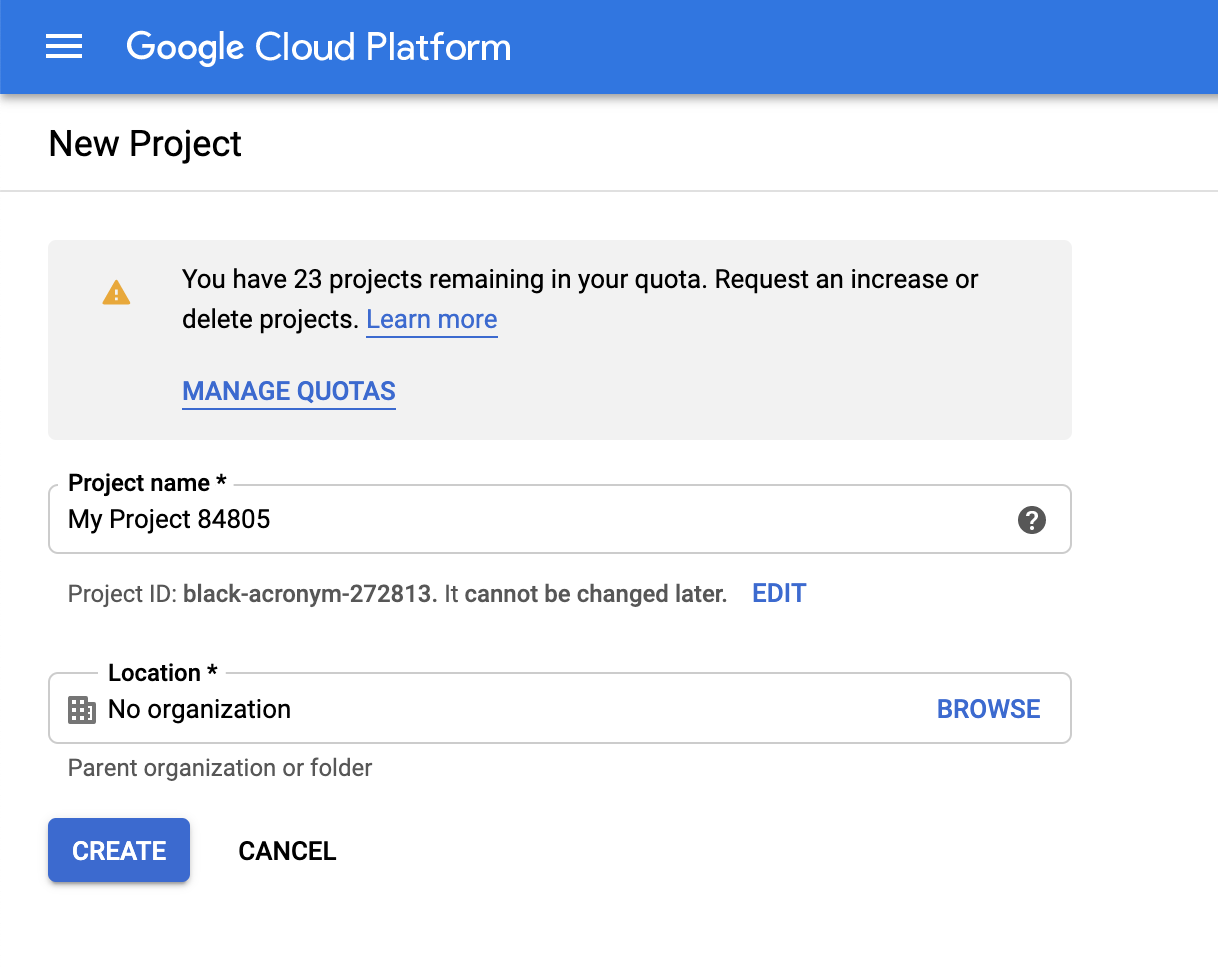 Google Cloud Platform
New Project
You have 23 projects remaining in your quota. Request an increase or
delete projects. Learn more
MANAGE QUOTAS
Project name *
My Project 84805
Project ID: black-acronym-272813. It cannot be changed later. EDIT
Location *
No organization BROWSE
Parent organization or folder
CREATE CANCEL